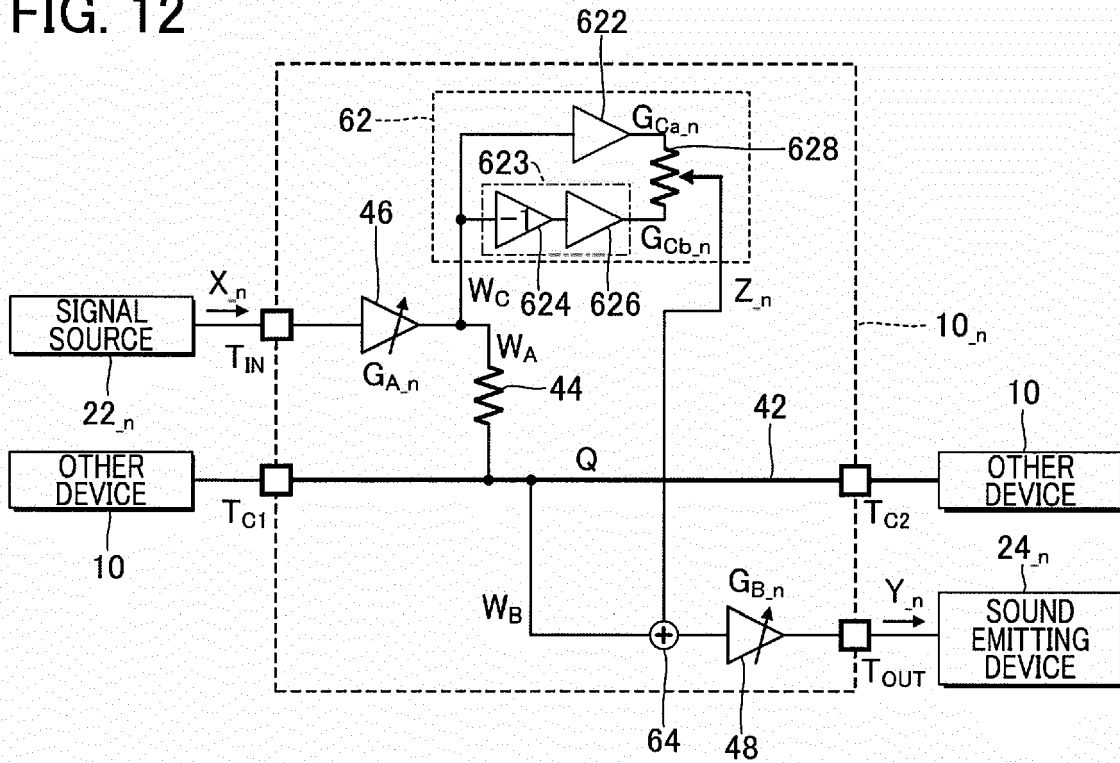 FIG. 12
622
62
G_Ca_n
628
623
-1
G_Cb_n
46
624
626
W_C
Z_n
X_n
SIGNAL
SOURCE
T_IN
G_A_n
W_A
10_n
22_n
44
42
10
OTHER
DEVICE
Q
OTHER
DEVICE
T_C1
T_C2
10
24_n
W_B
G_B_n
Y_n
SOUND
EMITTING
DEVICE
T_OUT
64
48